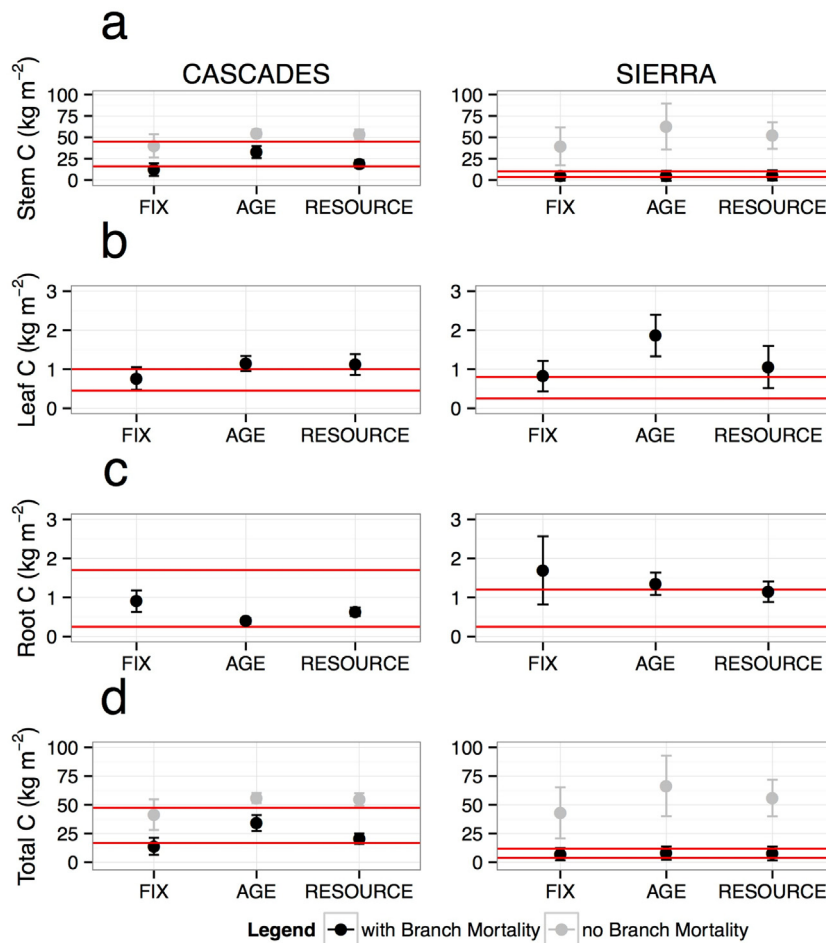 a
CASCADES SIERRA
Stem C (kg m⁻²)
100 100
75 75
50 50
25 25
0 0
FIX AGE RESOURCE FIX AGE RESOURCE
b
Leaf C (kg m⁻²)
3 3
2 2
1 1
0 0
FIX AGE RESOURCE FIX AGE RESOURCE
c
Root C (kg m⁻²)
3 3
2 2
1 1
0 0
FIX AGE RESOURCE FIX AGE RESOURCE
d
Total C (kg m⁻²)
100 100
75 75
50 50
25 25
0 0
FIX AGE RESOURCE FIX AGE RESOURCE
Legend with Branch Mortality no Branch Mortality